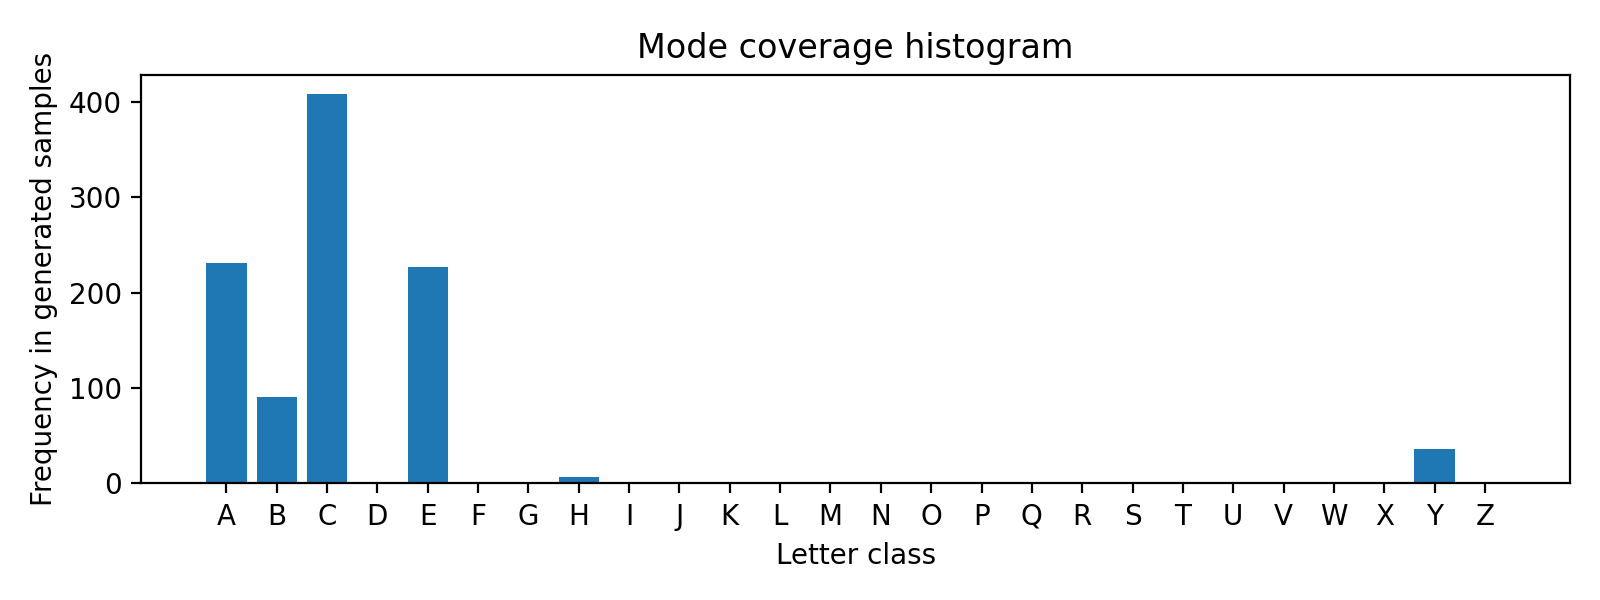 Mode coverage histogram
Frequency in generated samples
400
300
200
100
0
A B C D E F G H I J K L M N O P Q R S T U V W X Y Z
Letter class